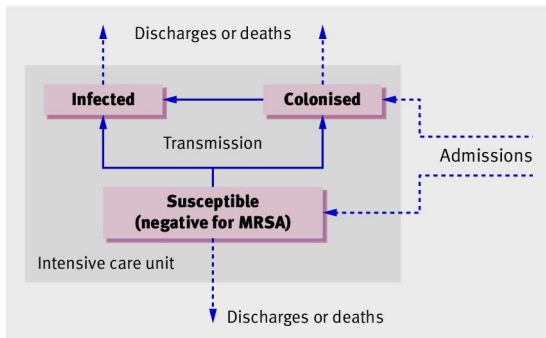 Discharges or deaths
Infected
Colonised
Transmission
Admissions
Susceptible
(negative for MRSA)
Intensive care unit
Discharges or deaths